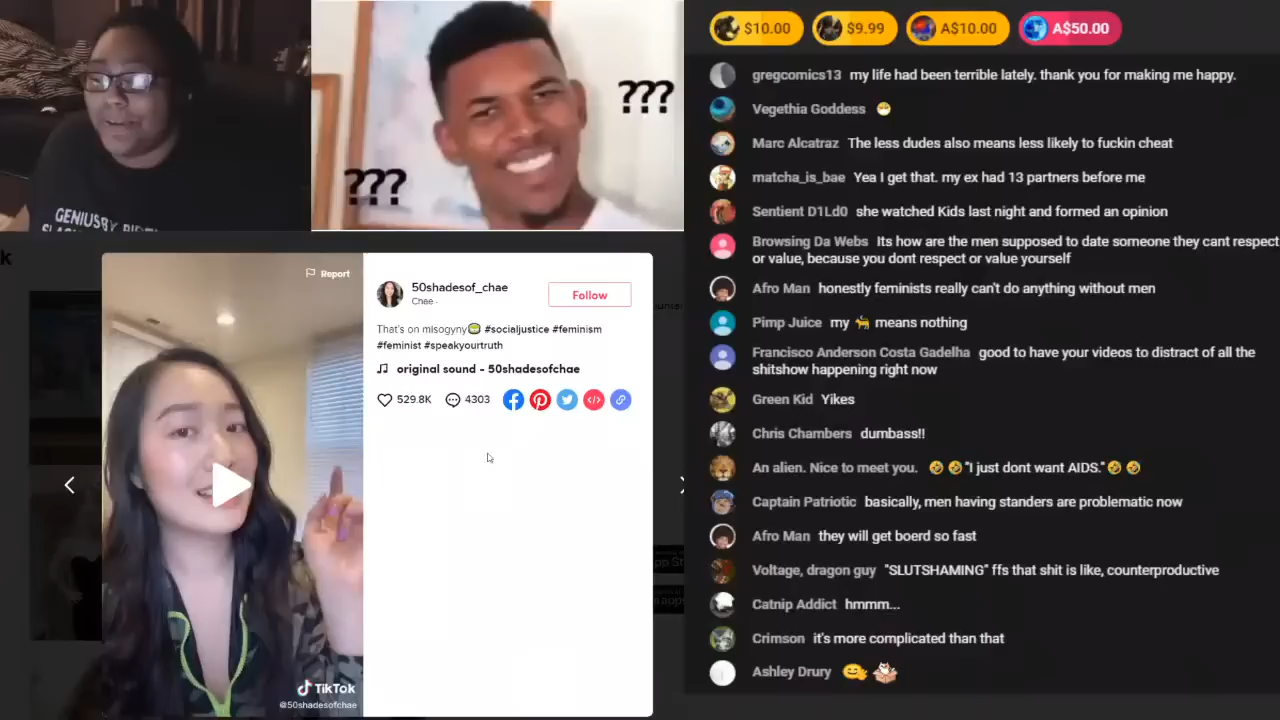 GENIUS BY BIRTH
???
???
k
Report
50shadesof_chae
Chae ·
Follow
That's on misogyny #socialjustice #feminism
#feminist #speakyourtruth
original sound - 50shadesofchae
529.8K
4303
TikTok
@50shadesofchae
$10.00
$9.99
A$10.00
A$50.00
gregcomics13 my life had been terrible lately. thank you for making me happy.
Vegethia Goddess 😷
Marc Alcatraz The less dudes also means less likely to fuckin cheat
matcha_is_bae Yea I get that. my ex had 13 partners before me
Sentient D1Ld0 she watched Kids last night and formed an opinion
Browsing Da Webs Its how are the men supposed to date someone they cant respect
or value, because you dont respect or value yourself
Afro Man honestly feminists really can't do anything without men
Pimp Juice my 🐈 means nothing
Francisco Anderson Costa Gadelha good to have your videos to distract of all the
shitshow happening right now
Green Kid Yikes
Chris Chambers dumbass!!
An alien. Nice to meet you. 🤣🤣"I just dont want AIDS."🤣🤣
Captain Patriotic basically, men having standers are problematic now
Afro Man they will get boerd so fast
Voltage, dragon guy "SLUTSHAMING" ffs that shit is like, counterproductive
Catnip Addict hmmm...
Crimson it's more complicated than that
Ashley Drury